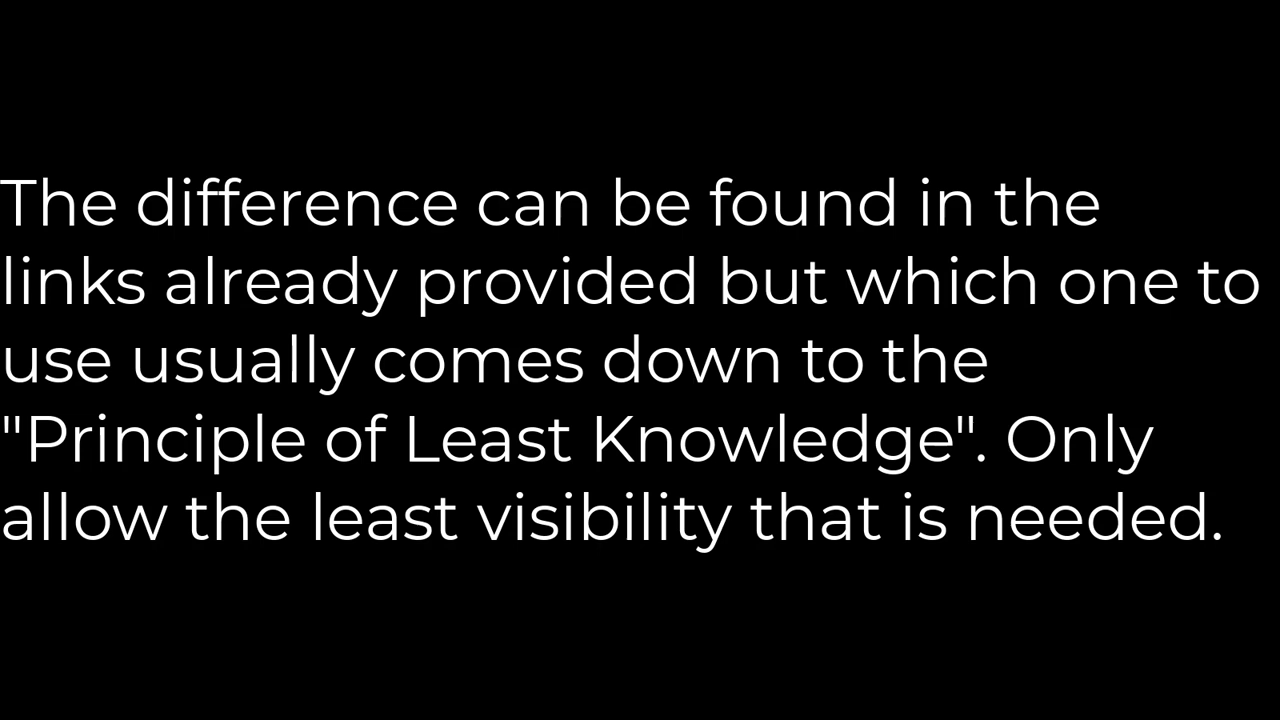 The difference can be found in the
links already provided but which one to
use usually comes down to the
"Principle of Least Knowledge". Only
allow the least visibility that is needed.